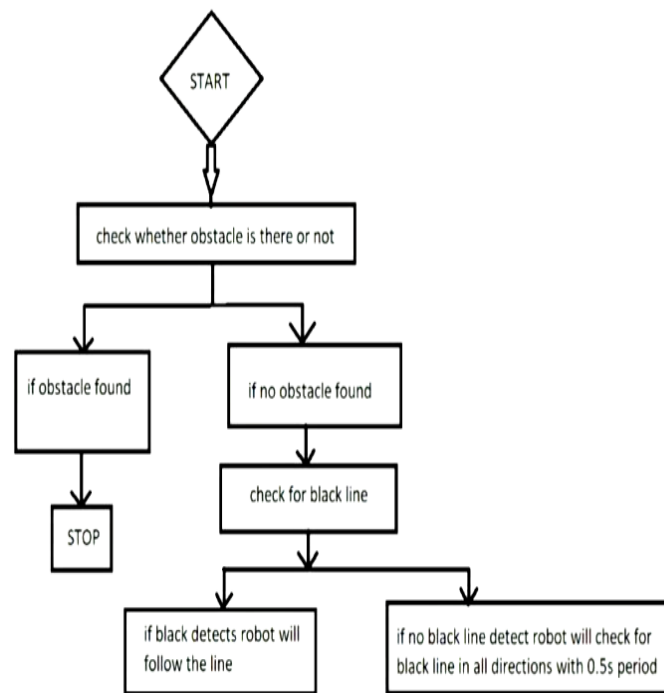 START
check whether obstacle is there or not
if obstacle found
if no obstacle found
check for black line
STOP
if black detects robot will
follow the line
if no black line detect robot will check for
black line in all directions with 0.5s period